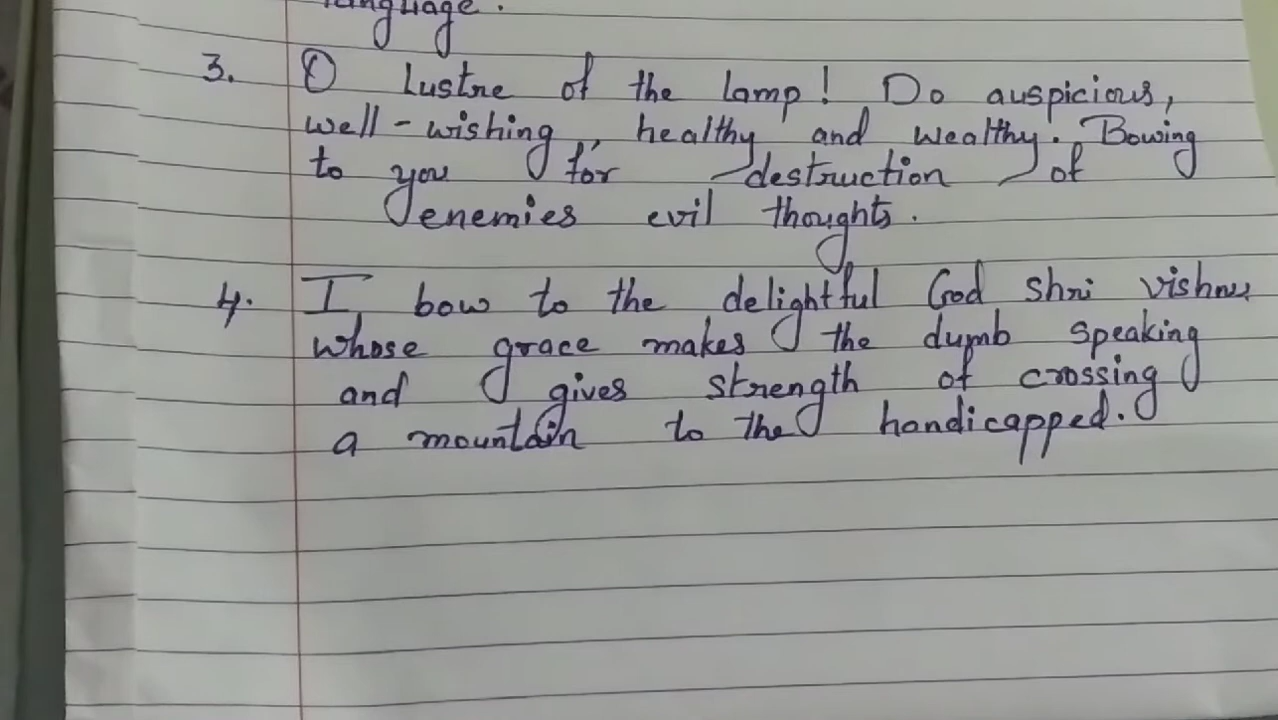 language.
3. O Lustre of the lamp! Do auspicious,
well-wishing, healthy and wealthy. Bowing
to you for destruction of
enemies evil thoughts.
4. I bow to the delightful God Shri vishnu
whose grace makes the dumb speaking
and gives strength of crossing
a mountain to the handicapped.